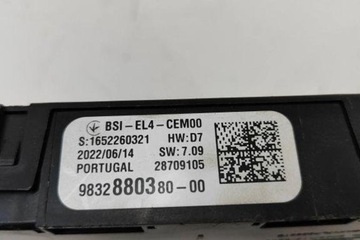 BSI-EL4-CEM00
S:1652260321 HW:D7
2022/06/14 SW:7.09
PORTUGAL 28709105
9832880380-00